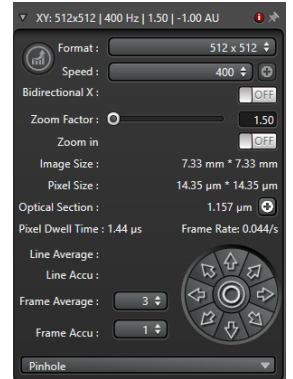 XY: 512x512 | 400 Hz | 1.50 | -1.00 AU
Format : 512 x 512
Speed : 400
Bidirectional X : OFF
Zoom Factor : 1.50
Zoom in OFF
Image Size : 7.33 mm * 7.33 mm
Pixel Size : 14.35 µm * 14.35 µm
Optical Section : 1.157 µm
Pixel Dwell Time : 1.44 µs Frame Rate: 0.044/s
Line Average :
Line Accu :
Frame Average : 3
Frame Accu : 1
Pinhole